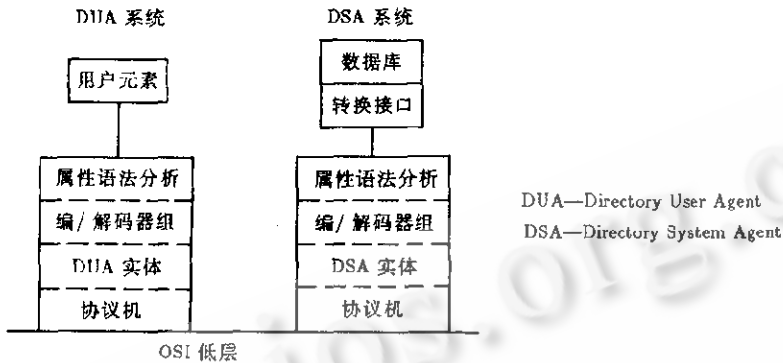 DUA 系统
用户元素
属性语法分析
编/解码器组
DUA 实体
协议机
DSA 系统
数据库
转换接口
属性语法分析
编/解码器组
DSA 实体
协议机
OSI 低层
DUA—Directory User Agent
DSA—Directory System Agent